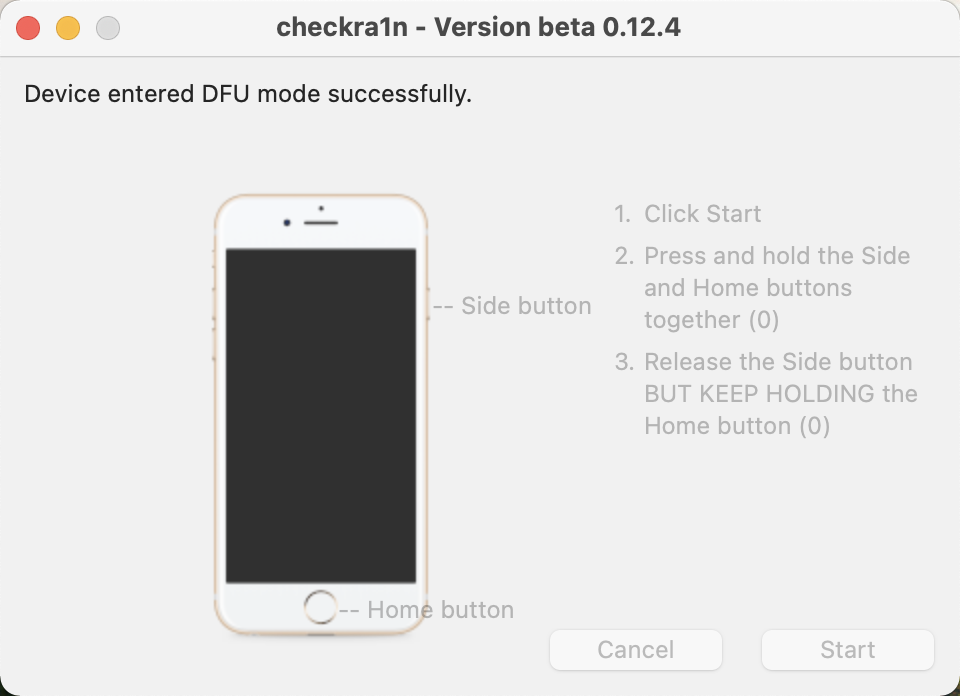 checkra1n - Version beta 0.12.4
Device entered DFU mode successfully.
1. Click Start
2. Press and hold the Side
and Home buttons
together (0)
3. Release the Side button
BUT KEEP HOLDING the
Home button (0)
-- Side button
-- Home button
Cancel
Start